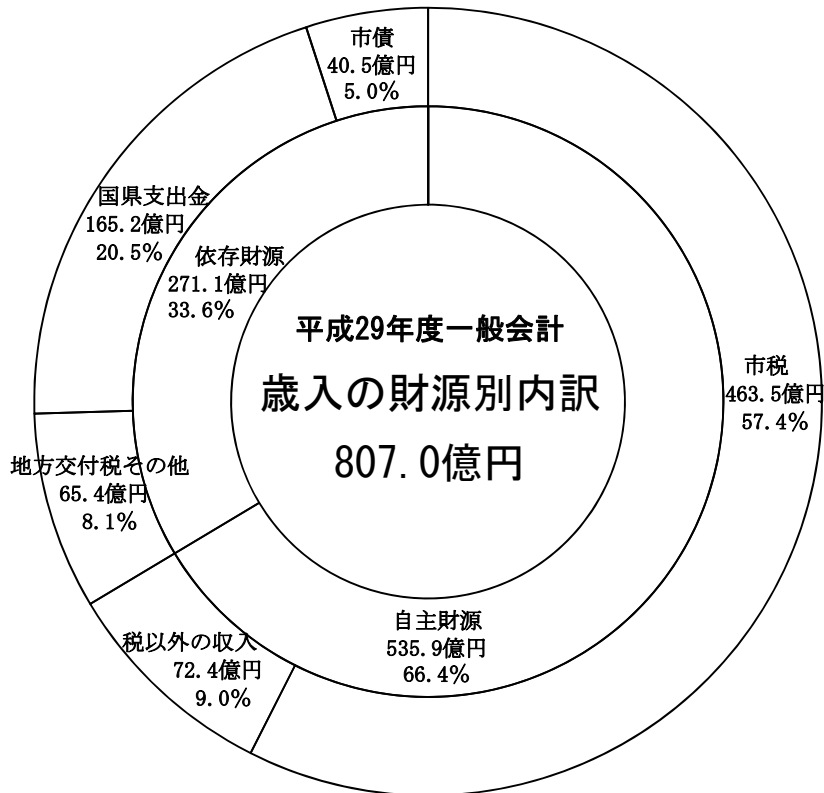 平成29年度一般会計
歳入の財源別内訳
807.0億円
市税
463.5億円
57.4%
自主財源
535.9億円
66.4%
税以外の収入
72.4億円
9.0%
地方交付税その他
65.4億円
8.1%
国県支出金
165.2億円
20.5%
依存財源
271.1億円
33.6%
市債
40.5億円
5.0%